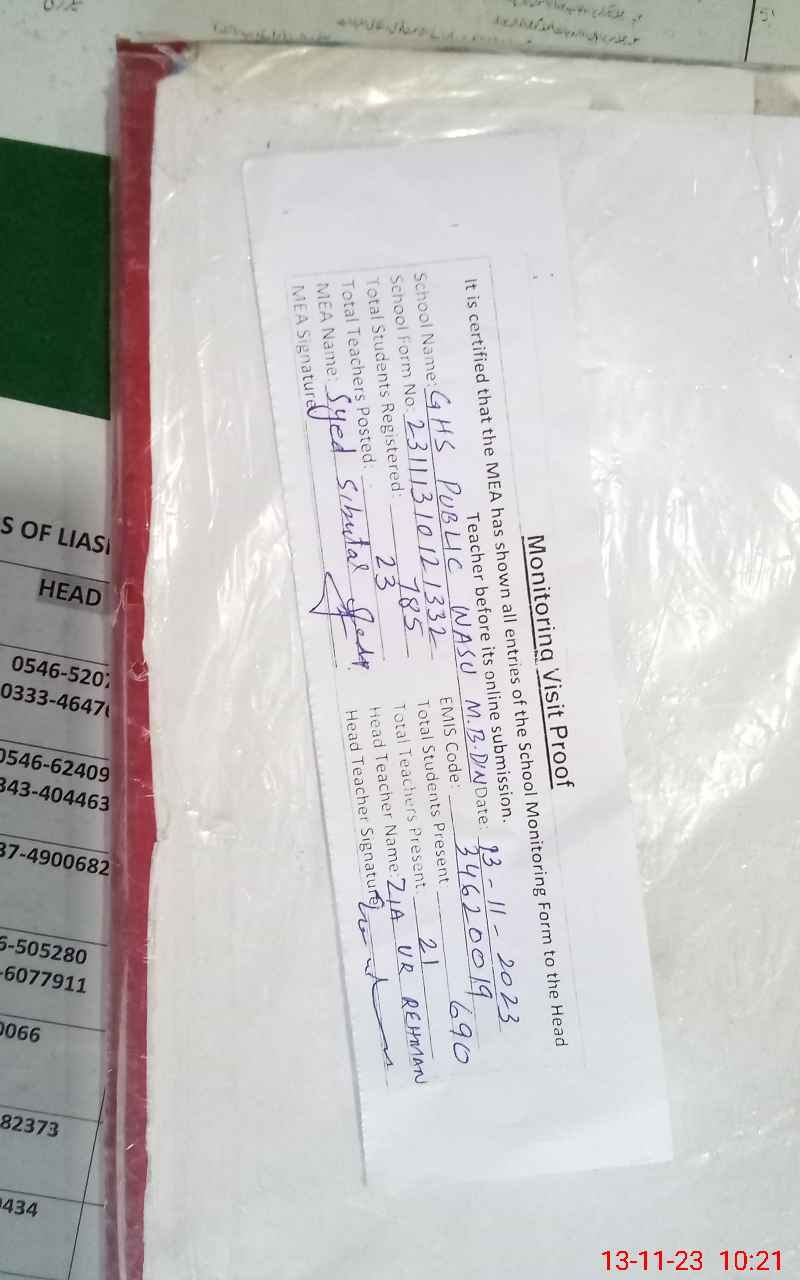 Monitoring Visit Proof
It is certified that the MEA has shown all entries of the School Monitoring Form to the Head
Teacher before its online submission.
School Name: GHS PUBLIC WASU M.B.DIN Date: 13-11-2023
School Form No: 23111310121332 EMIS Code: 34620019
Total Students Registered: 785 Total Students Present 690
Total Teachers Posted: 23 Total Teachers Present 21
MEA Name: Syed Sibutal Head Teacher Name: ZIA UR REHMAN
MEA Signature Head Teacher Signature
S OF LIAS
HEAD
0546-520
0333-4647
0546-62409
343-404463
37-4900682
6-505280
-6077911
0066
82373
0434
13-11-23 10:21